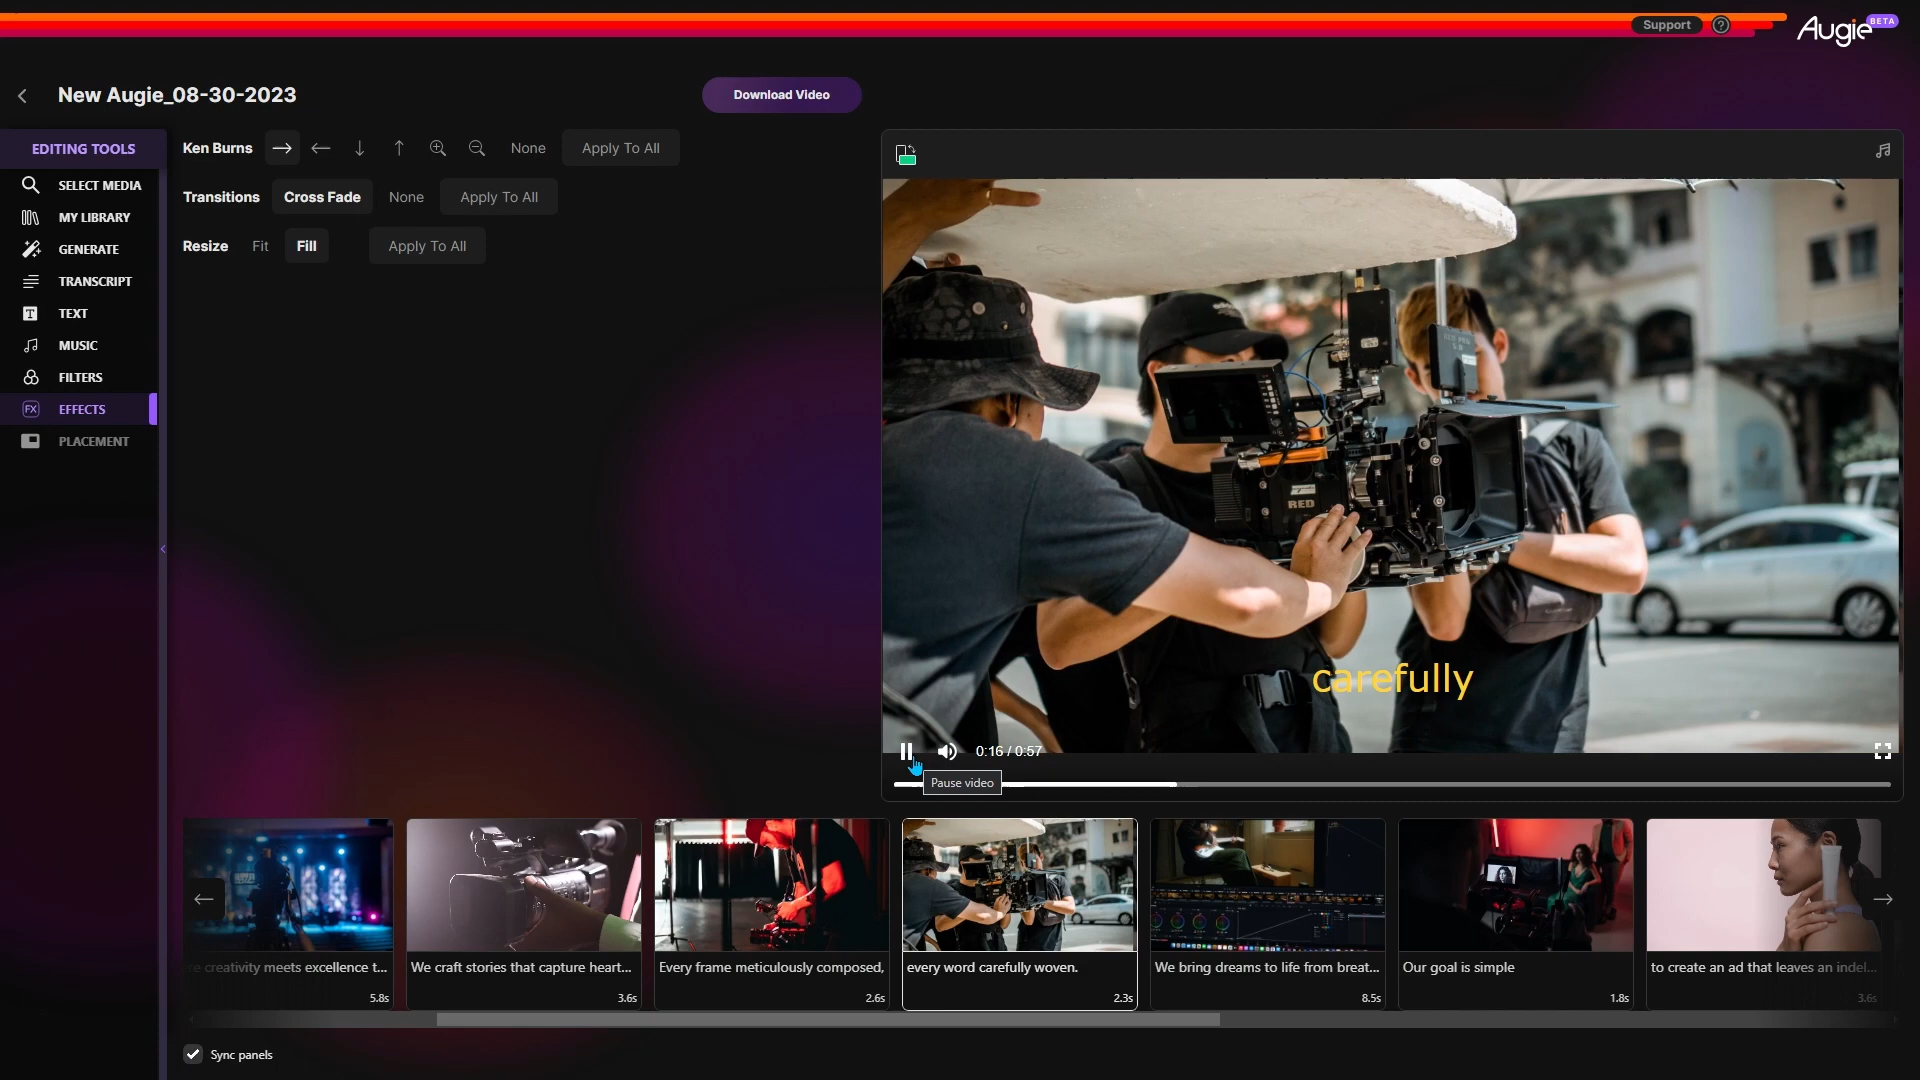 Support
Augie BETA
New Augie_08-30-2023
Download Video
EDITING TOOLS
SELECT MEDIA
MY LIBRARY
GENERATE
TRANSCRIPT
TEXT
MUSIC
FILTERS
FX EFFECTS
PLACEMENT
Ken Burns None Apply To All
Transitions Cross Fade None Apply To All
Resize Fit Fill Apply To All
RED
carefully
0:16 / 0:57
Pause video
creativity meets excellence t...
5.8s
We craft stories that capture heart...
3.6s
Every frame meticulously composed,
2.6s
every word carefully woven.
2.3s
We bring dreams to life from breat...
8.5s
Our goal is simple
1.8s
to create an ad that leaves an indel...
3.6s
Sync panels